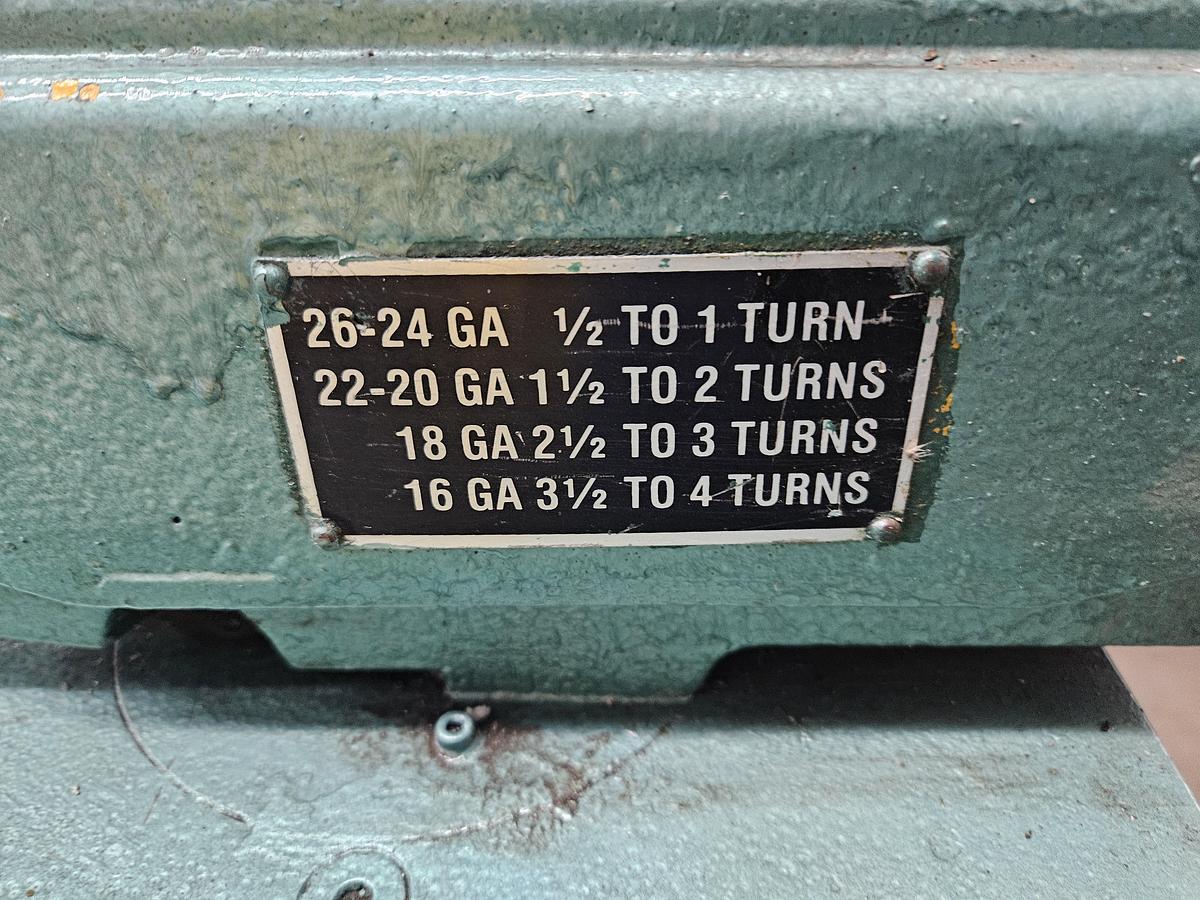 26-24 GA ½ TO 1 TURN
22-20 GA 1½ TO 2 TURNS
18 GA 2½ TO 3 TURNS
16 GA 3½ TO 4 TURNS